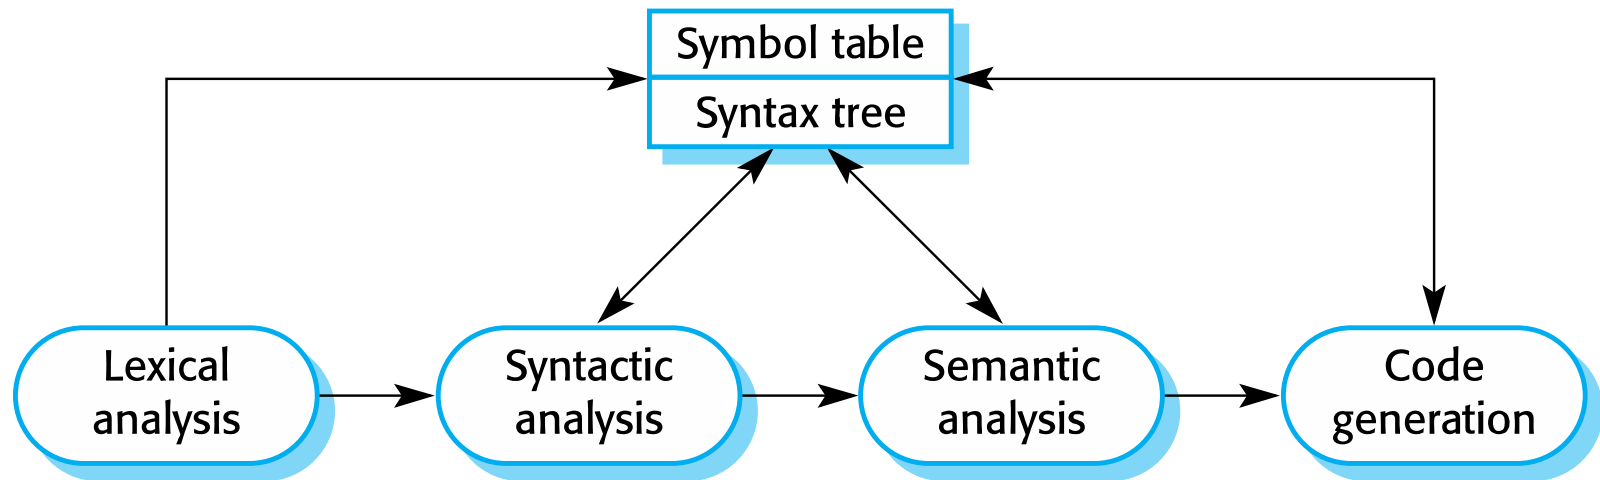 Symbol table
Syntax tree
Lexical
analysis
Syntactic
analysis
Semantic
analysis
Code
generation